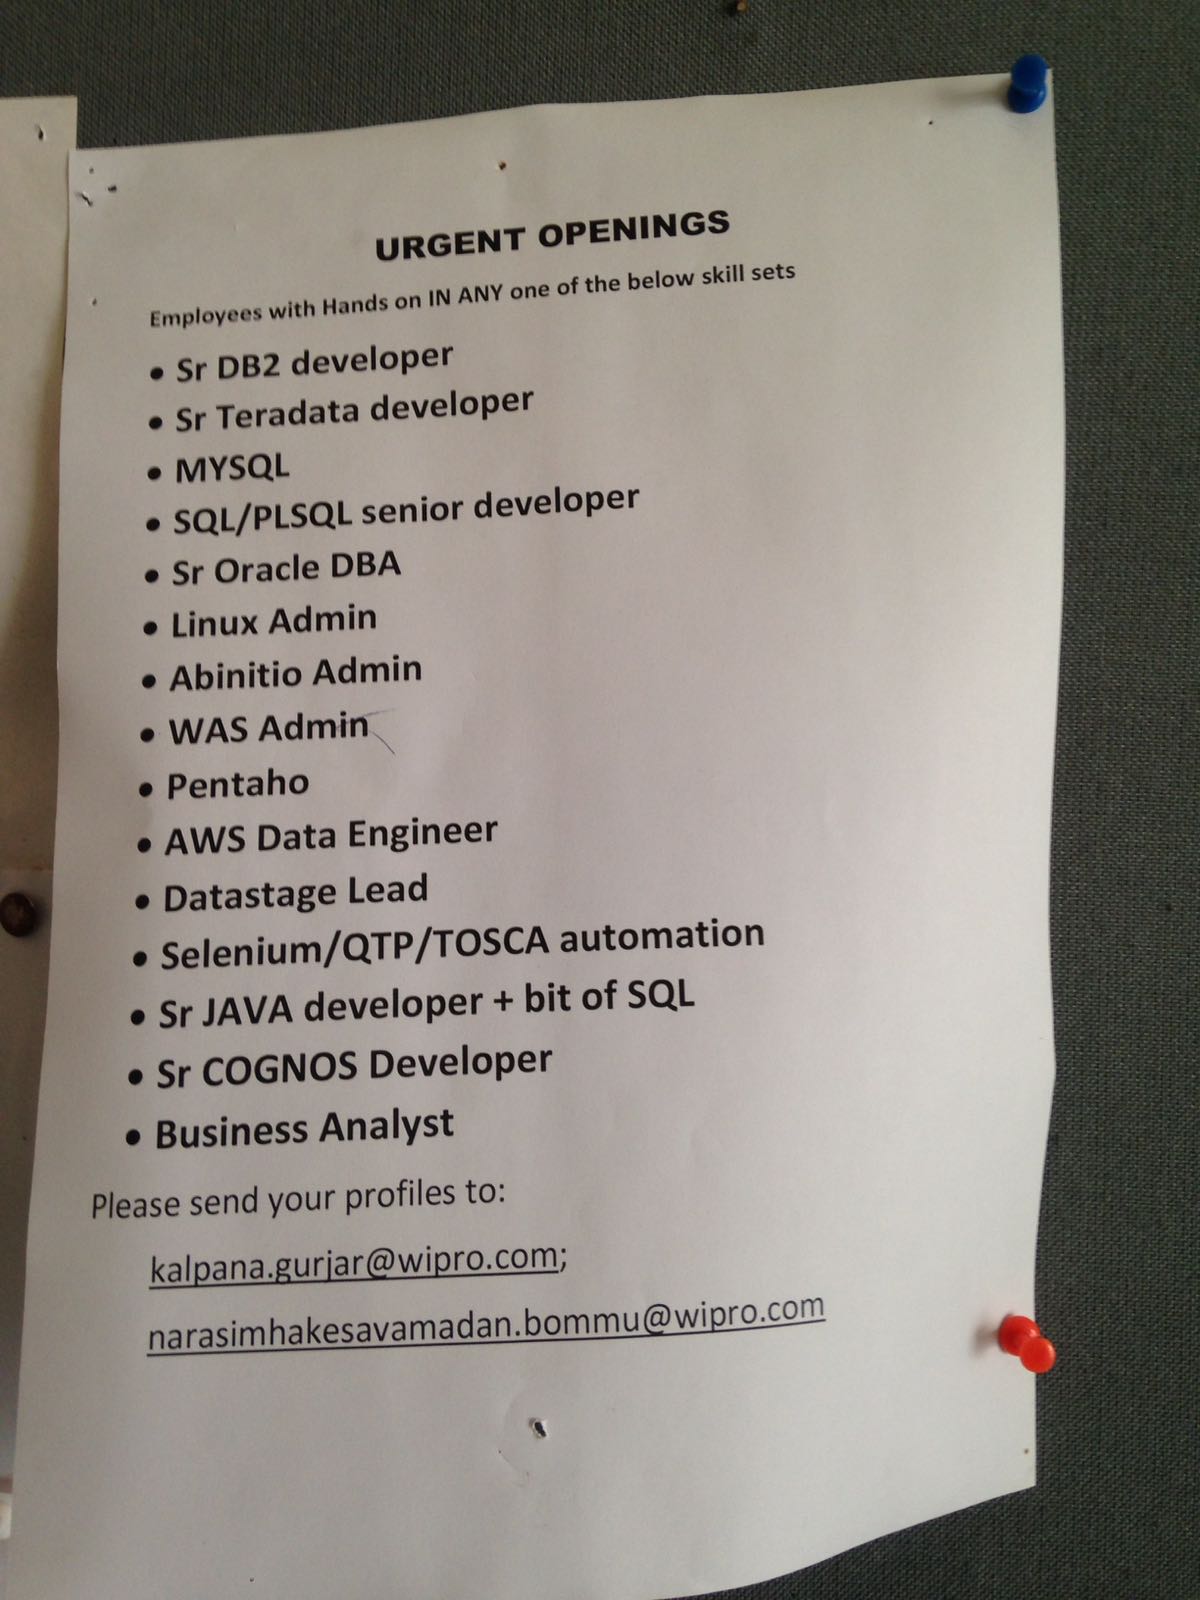 URGENT OPENINGS
Employees with Hands on IN ANY one of the below skill sets
• Sr DB2 developer
• Sr Teradata developer
• MYSQL
• SQL/PLSQL senior developer
• Sr Oracle DBA
• Linux Admin
• Abinitio Admin
• WAS Admin
• Pentaho
• AWS Data Engineer
• Datastage Lead
• Selenium/QTP/TOSCA automation
• Sr JAVA developer + bit of SQL
• Sr COGNOS Developer
• Business Analyst
Please send your profiles to:
kalpana.gurjar@wipro.com;
narasimhakesavamadan.bommu@wipro.com